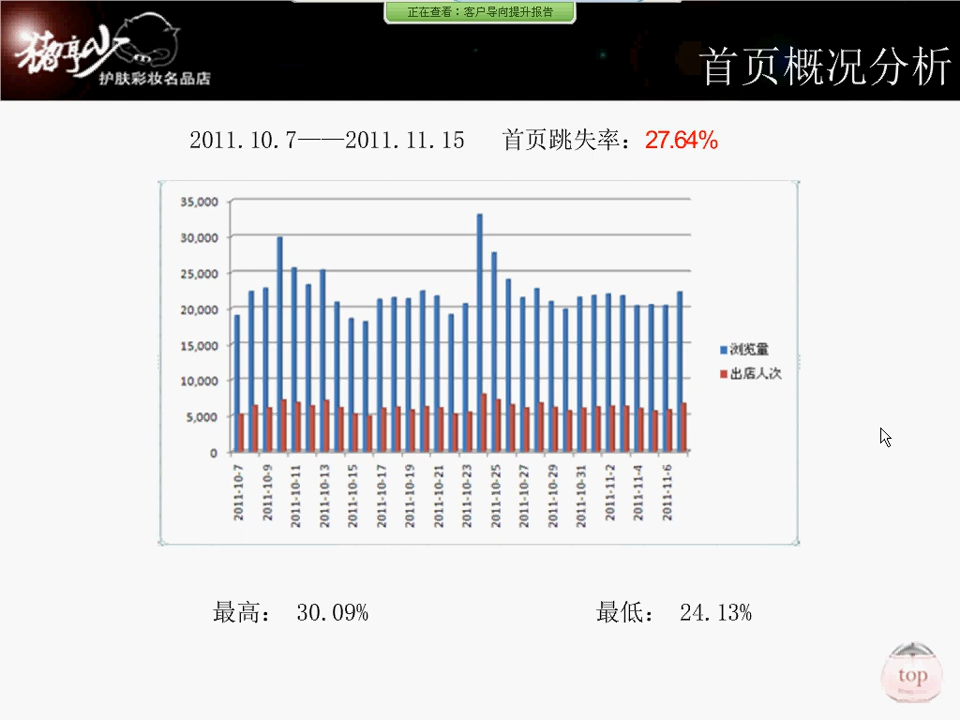 正在查看：客户导向提升报告
猪哼少
护肤彩妆名品店
首页概况分析
2011.10.7——2011.11.15 首页跳失率：27.64%
35,000
30,000
25,000
20,000
15,000
10,000
5,000
0
浏览量
出店人次
2011-10-7 2011-10-9 2011-10-11 2011-10-13 2011-10-15 2011-10-17 2011-10-19 2011-10-21 2011-10-23 2011-10-25 2011-10-27 2011-10-29 2011-10-31 2011-11-2 2011-11-4 2011-11-6
最高： 30.09% 最低： 24.13%
top